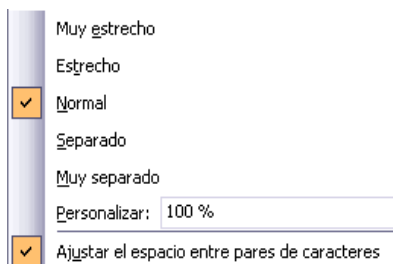 Muy estrecho
Estrecho
Normal
Separado
Muy separado
Personalizar: 100 %
Ajustar el espacio entre pares de caracteres